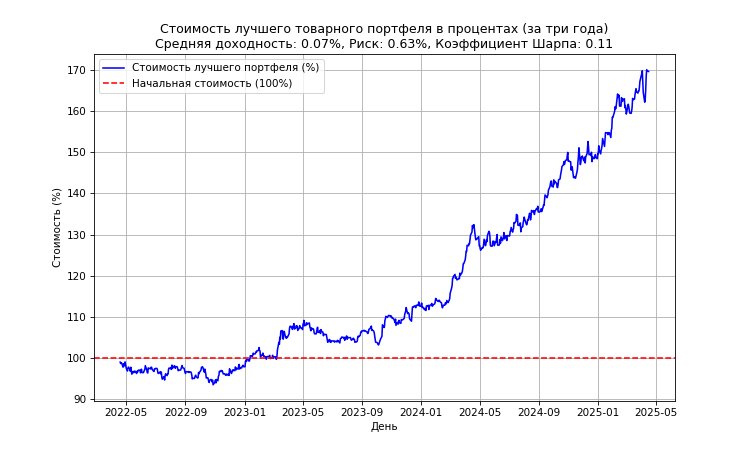 Стоимость лучшего товарного портфеля в процентах (за три года)
Средняя доходность: 0.07%, Риск: 0.63%, Коэффициент Шарпа: 0.11
Стоимость лучшего портфеля (%)
Начальная стоимость (100%)
Стоимость (%)
170
160
150
140
130
120
110
100
90
2022-05 2022-09 2023-01 2023-05 2023-09 2024-01 2024-05 2024-09 2025-01 2025-05
День